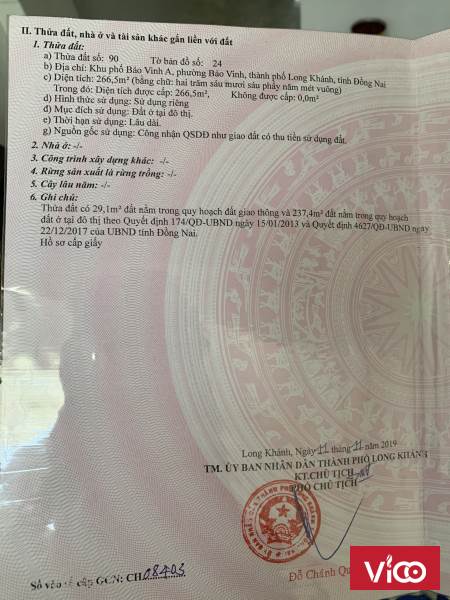 II. Thửa đất, nhà ở và tài sản khác gắn liền với đất
1. Thửa đất:
a) Thửa đất số: 90 Tờ bản đồ số: 24
b) Địa chỉ: Khu phố Bảo Vinh A, phường Bảo Vinh, thành phố Long Khánh, tỉnh Đồng Nai
c) Diện tích: 266,5m² (bằng chữ: hai trăm sáu mươi sáu phẩy năm mét vuông)
Trong đó: Diện tích được cấp: 266,5m², Không được cấp: 0,0m²
d) Hình thức sử dụng: Sử dụng riêng
đ) Mục đích sử dụng: Đất ở tại đô thị.
e) Thời hạn sử dụng: Lâu dài.
g) Nguồn gốc sử dụng: Công nhận QSDĐ như giao đất có thu tiền sử dụng đất.
2. Nhà ở: -/-
3. Công trình xây dựng khác: -/-
4. Rừng sản xuất là rừng trồng: -/-
5. Cây lâu năm: -/-
6. Ghi chú:
Thửa đất có 29,1m² đất nằm trong quy hoạch đất giao thông và 237,4m² đất nằm trong quy hoạch
đất ở tại đô thị theo Quyết định 174/QĐ-UBND ngày 15/01/2013 và Quyết định 4627/QĐ-UBND ngày
22/12/2017 của UBND tỉnh Đồng Nai.
Hồ sơ cấp giấy
Long Khánh, Ngày 11 tháng 11 năm 2019
TM. ỦY BAN NHÂN DÂN THÀNH PHỐ LONG KHÁNH
KT.CHỦ TỊCH
PHÓ CHỦ TỊCH
Đỗ Chánh
Số vào sổ cấp GCN: CH.08403
VICO